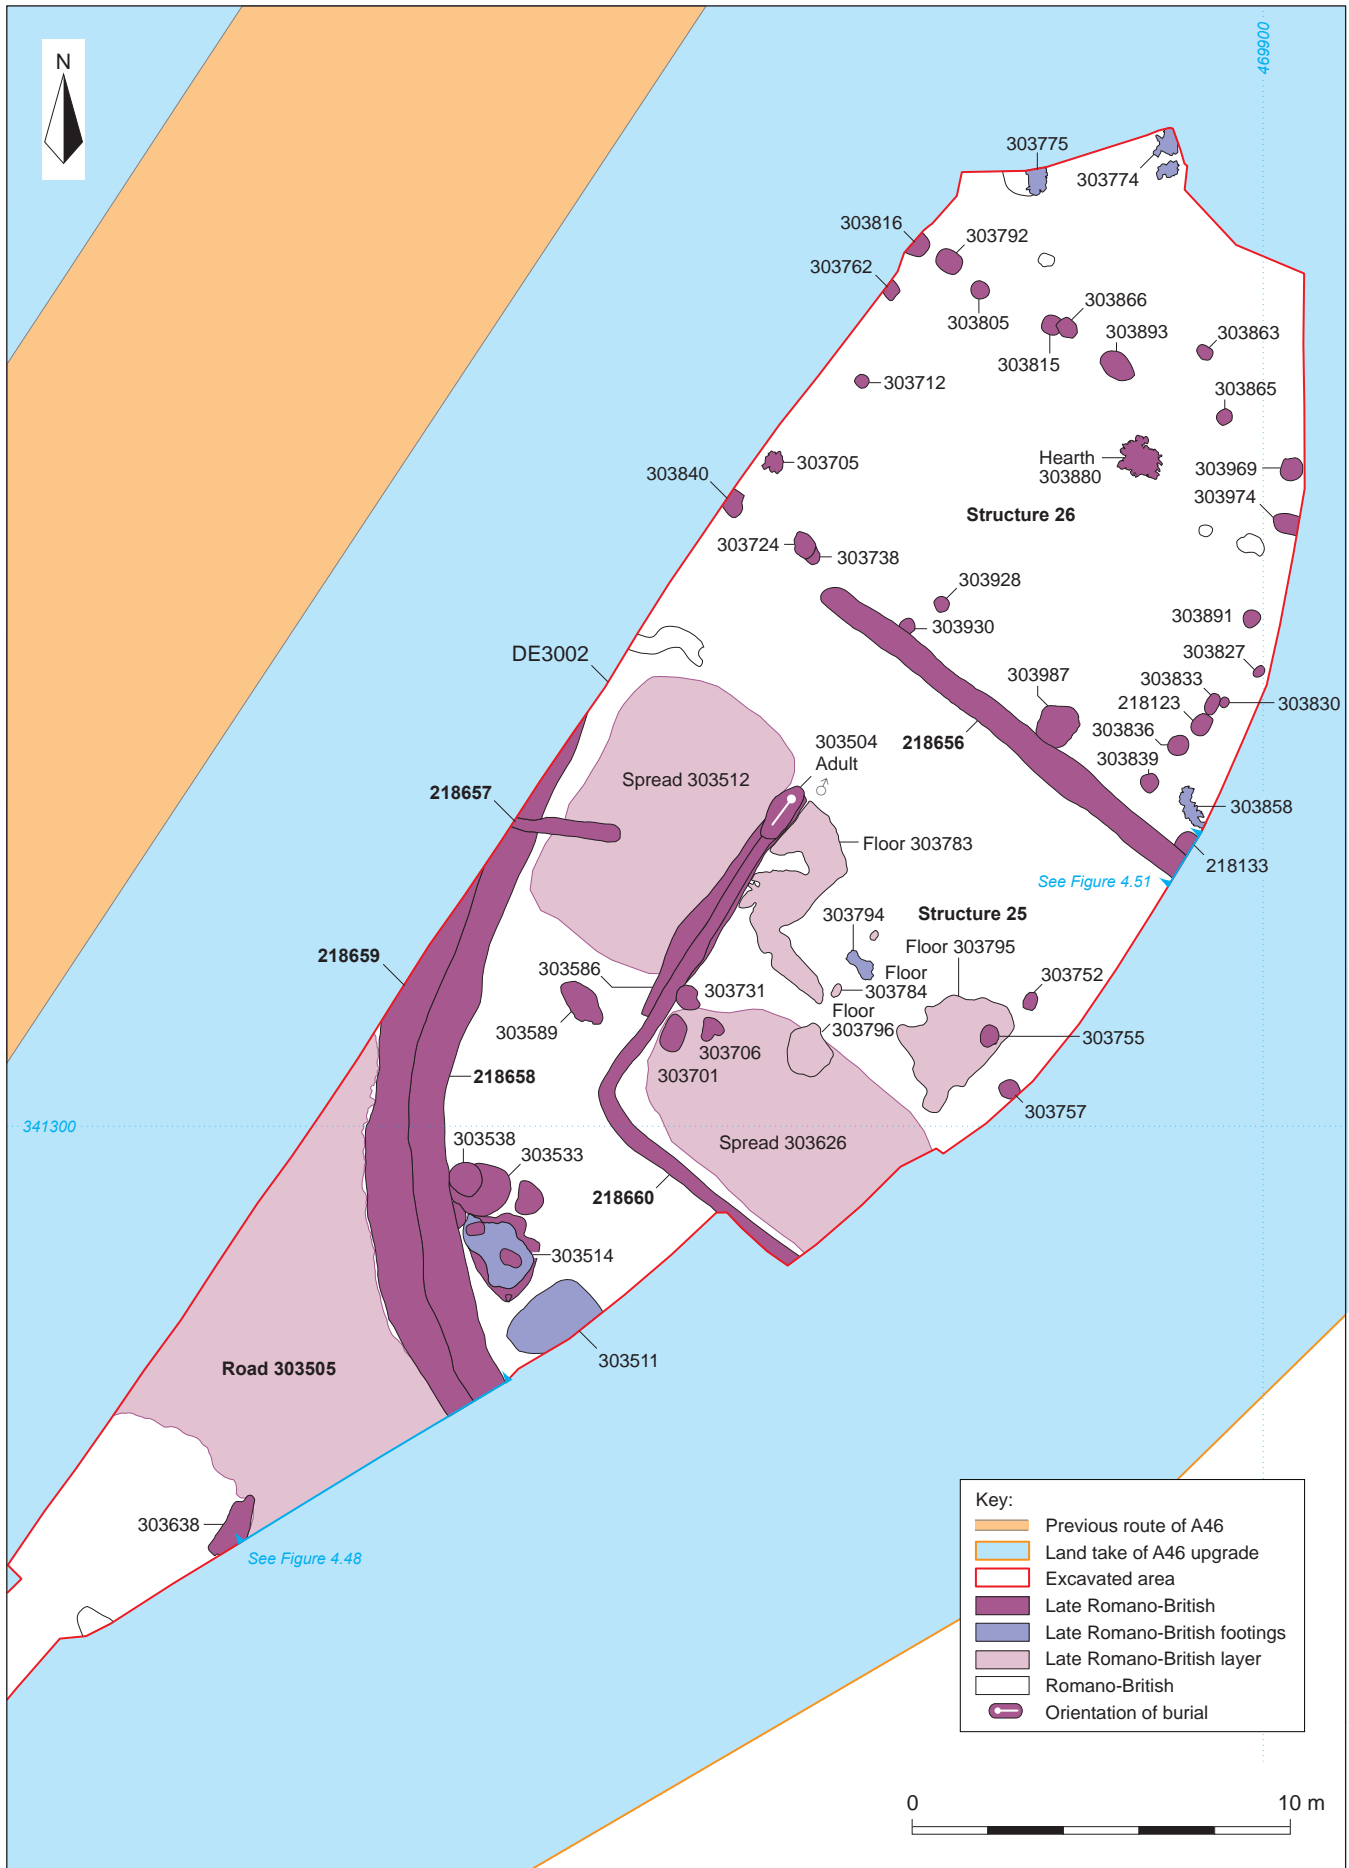 N
469900
303775
303774
303816
303792
303762
303805
303866
303815
303893
303863
303712
303865
303705
Hearth
303880
303969
303840
303974
Structure 26
303724
303738
303928
303930
303891
DE3002
303827
303833
303987
218123
303830
303836
303504
Adult
♂
218656
303839
Spread 303512
218657
303858
Floor 303783
218133
See Figure 4.51
303794
Structure 25
Floor 303795
218659
303586
Floor
303784
303752
303731
303589
Floor
303796
303706
303755
303701
218658
303757
341300
303538
303533
Spread 303626
218660
303514
303511
Road 303505
303638
See Figure 4.48
Key:
Previous route of A46
Land take of A46 upgrade
Excavated area
Late Romano-British
Late Romano-British footings
Late Romano-British layer
Romano-British
Orientation of burial
0 10 m